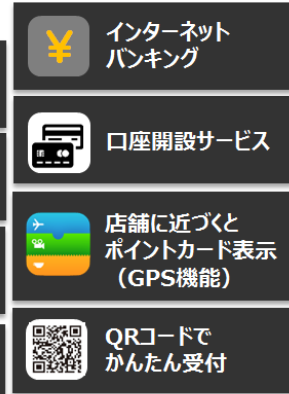 ¥
インターネット
バンキング
口座開設サービス
店舗に近づくと
ポイントカード表示
（GPS機能）
QRコードで
かんたん受付